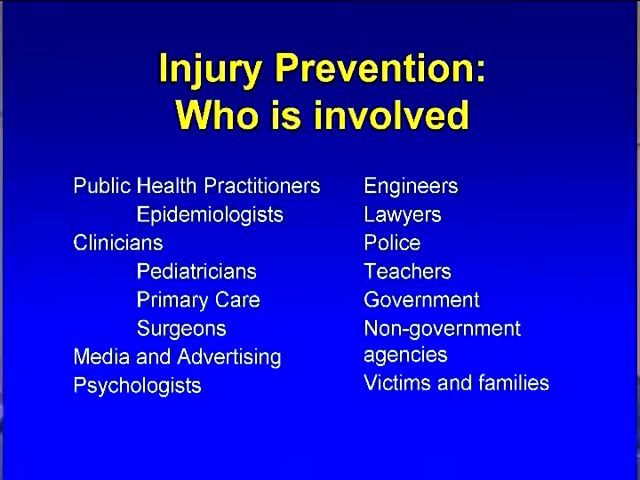 Injury Prevention:
Who is involved
Public Health Practitioners
Epidemiologists
Clinicians
Pediatricians
Primary Care
Surgeons
Media and Advertising
Psychologists
Engineers
Lawyers
Police
Teachers
Government
Non-government
agencies
Victims and families